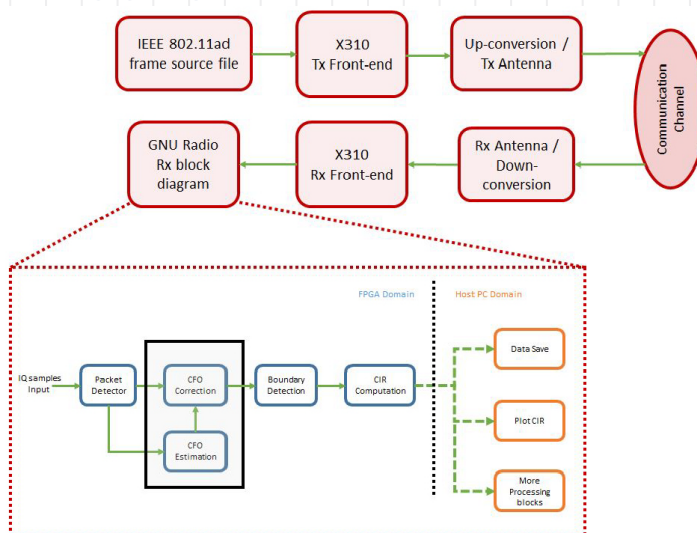 IEEE 802.11ad
frame source file
X310
Tx Front-end
Up-conversion /
Tx Antenna
Communication
Channel
GNU Radio
Rx block
diagram
X310
Rx Front-end
Rx Antenna /
Down-
conversion
FPGA Domain
Host PC Domain
IQ samples
Input
Packet
Detector
CFO
Correction
CFO
Estimation
Boundary
Detection
CIR
Computation
Data Save
Plot CIR
More
Processing
blocks